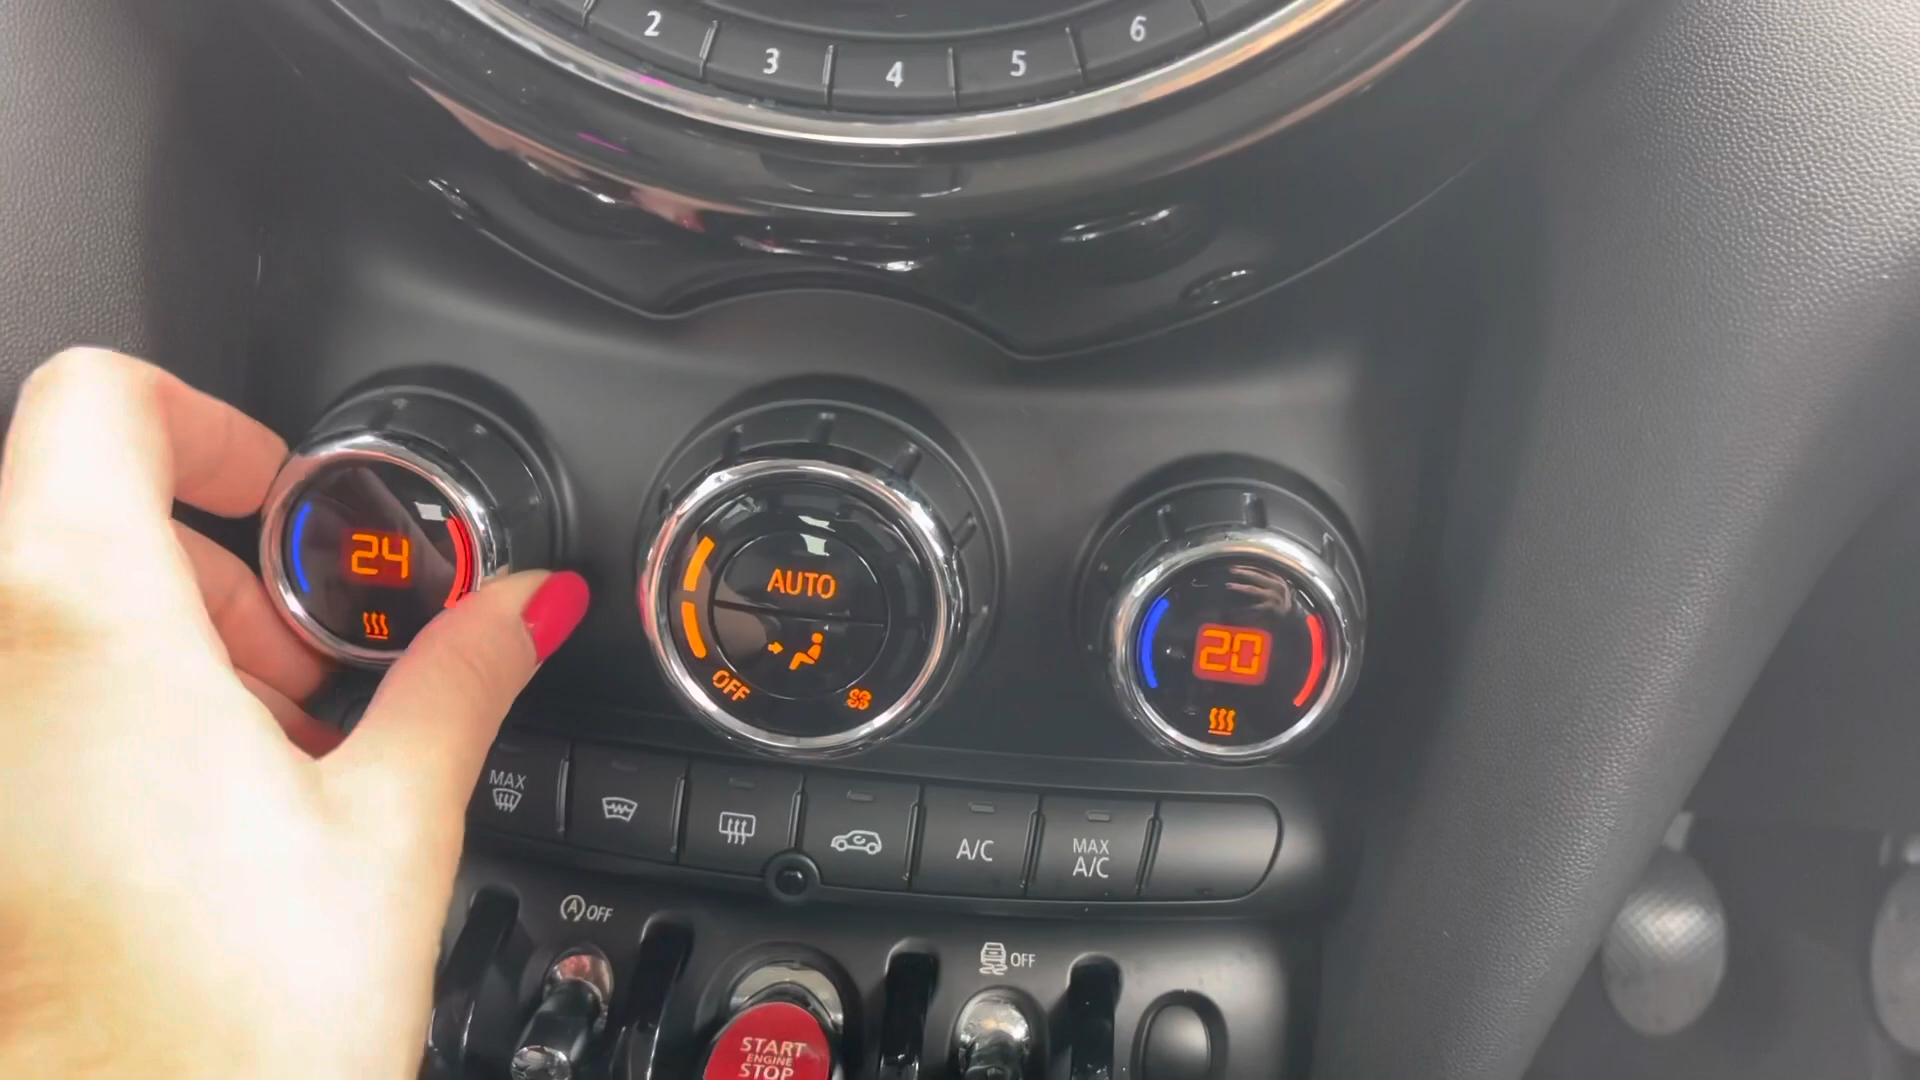 2 3 4 5 6
24
AUTO
OFF
20
MAX
A/C
MAX
A/C
A OFF
OFF
START
ENGINE
STOP